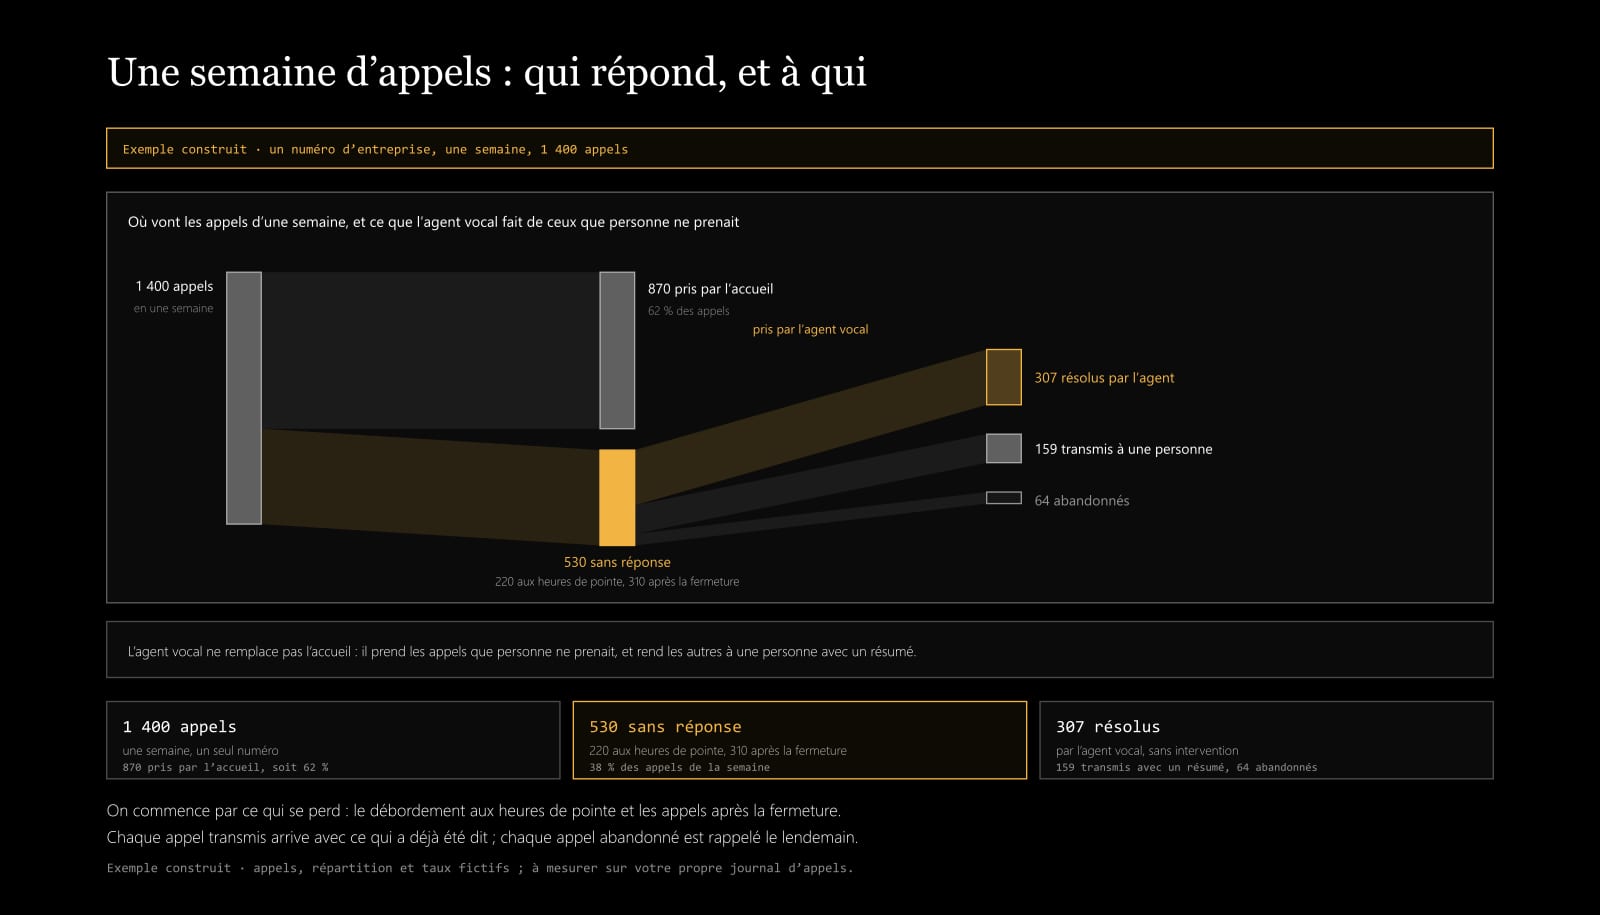 Une semaine d’appels : qui répond, et à qui
Exemple construit · un numéro d’entreprise, une semaine, 1 400 appels
Où vont les appels d’une semaine, et ce que l’agent vocal fait de ceux que personne ne prenait
1 400 appels
en une semaine
870 pris par l’accueil
62 % des appels
pris par l’agent vocal
307 résolus par l’agent
159 transmis à une personne
64 abandonnés
530 sans réponse
220 aux heures de pointe, 310 après la fermeture
L’agent vocal ne remplace pas l’accueil : il prend les appels que personne ne prenait, et rend les autres à une personne avec un résumé.
1 400 appels
une semaine, un seul numéro
870 pris par l’accueil, soit 62 %
530 sans réponse
220 aux heures de pointe, 310 après la fermeture
38 % des appels de la semaine
307 résolus
par l’agent vocal, sans intervention
159 transmis avec un résumé, 64 abandonnés
On commence par ce qui se perd : le débordement aux heures de pointe et les appels après la fermeture.
Chaque appel transmis arrive avec ce qui a déjà été dit ; chaque appel abandonné est rappelé le lendemain.
Exemple construit · appels, répartition et taux fictifs ; à mesurer sur votre propre journal d’appels.